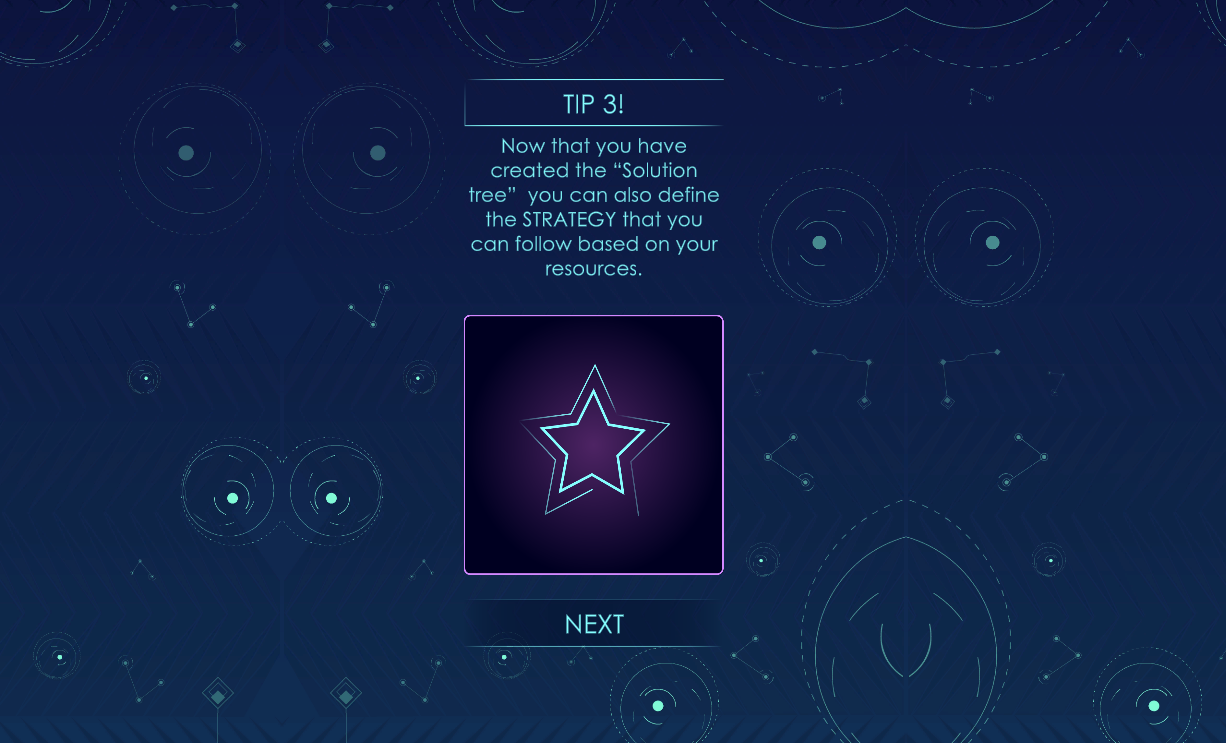 TIP 3!
Now that you have
created the “Solution
tree”  you can also define
the STRATEGY that you
can follow based on your
resources.
NEXT